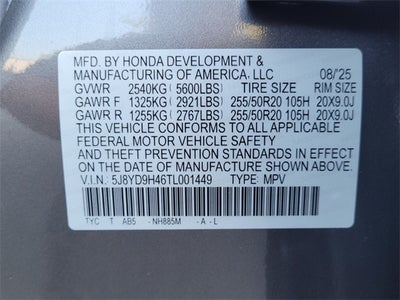 MFD. BY HONDA DEVELOPMENT &
MANUFACTURING OF AMERICA, LLC 08/25
GVWR 2540KG (5600LBS) TIRE SIZE RIM SIZE
GAWR F 1325KG (2921LBS) 255/50R20 105H 20X9.0J
GAWR R 1255KG (2767LBS) 255/50R20 105H 20X9.0J
THIS VEHICLE CONFORMS TO ALL APPLICABLE
FEDERAL MOTOR VEHICLE SAFETY
STANDARDS IN EFFECT ON THE
DATE OF MANUFACTURE SHOWN ABOVE.
V.I.N.: 5J8YD9H46TL001449 TYPE: MPV
TYC T AB5 - NH885M - A - L